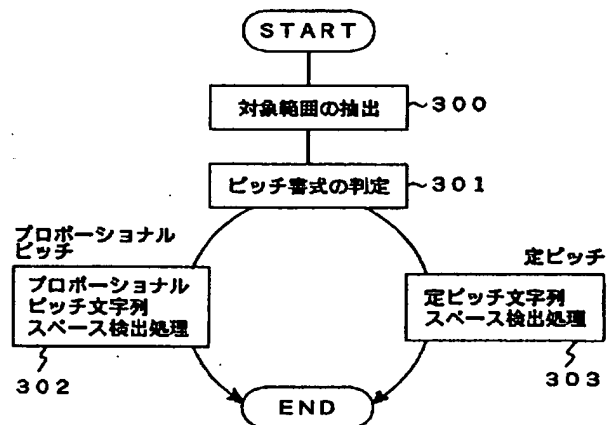 START
対象範囲の抽出
~300
ピッチ書式の判定
~301
プロポーショナル
ピッチ
定ピッチ
プロポーショナル
ピッチ文字列
スペース検出処理
定ピッチ文字列
スペース検出処理
302
303
END